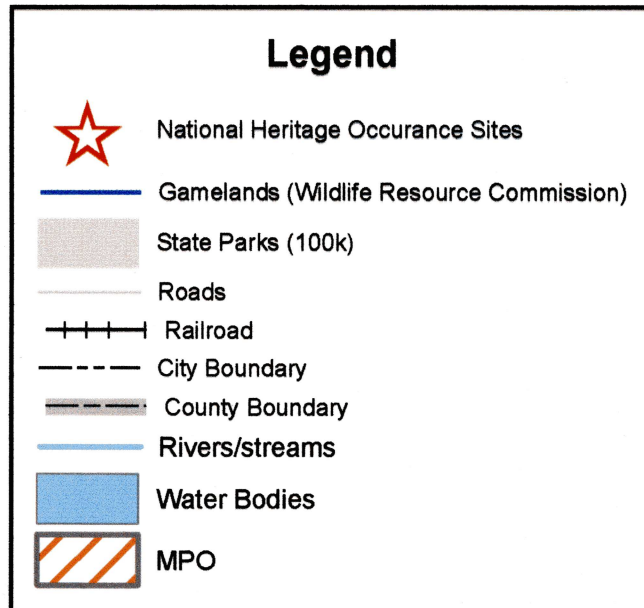 Legend
National Heritage Occurance Sites
Gamelands (Wildlife Resource Commission)
State Parks (100k)
Roads
Railroad
City Boundary
County Boundary
Rivers/streams
Water Bodies
MPO